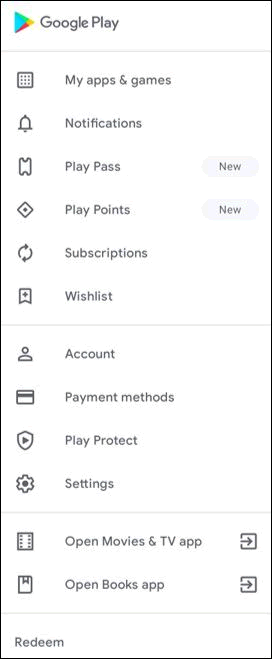 Google Play
My apps & games
Notifications
Play Pass New
Play Points New
Subscriptions
Wishlist
Account
Payment methods
Play Protect
Settings
Open Movies & TV app
Open Books app
Redeem